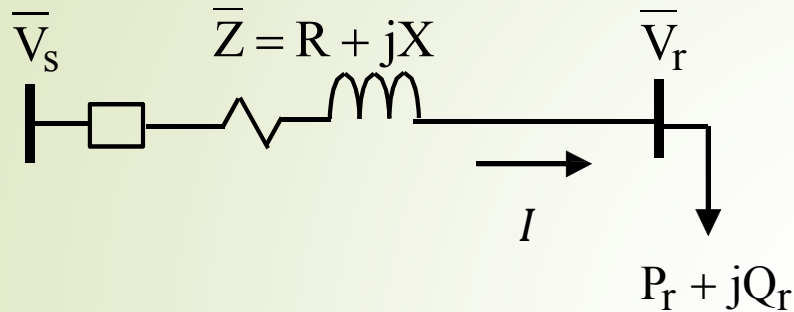 V̅s
Z̅ = R + jX
V̅r
I
Pr + jQr